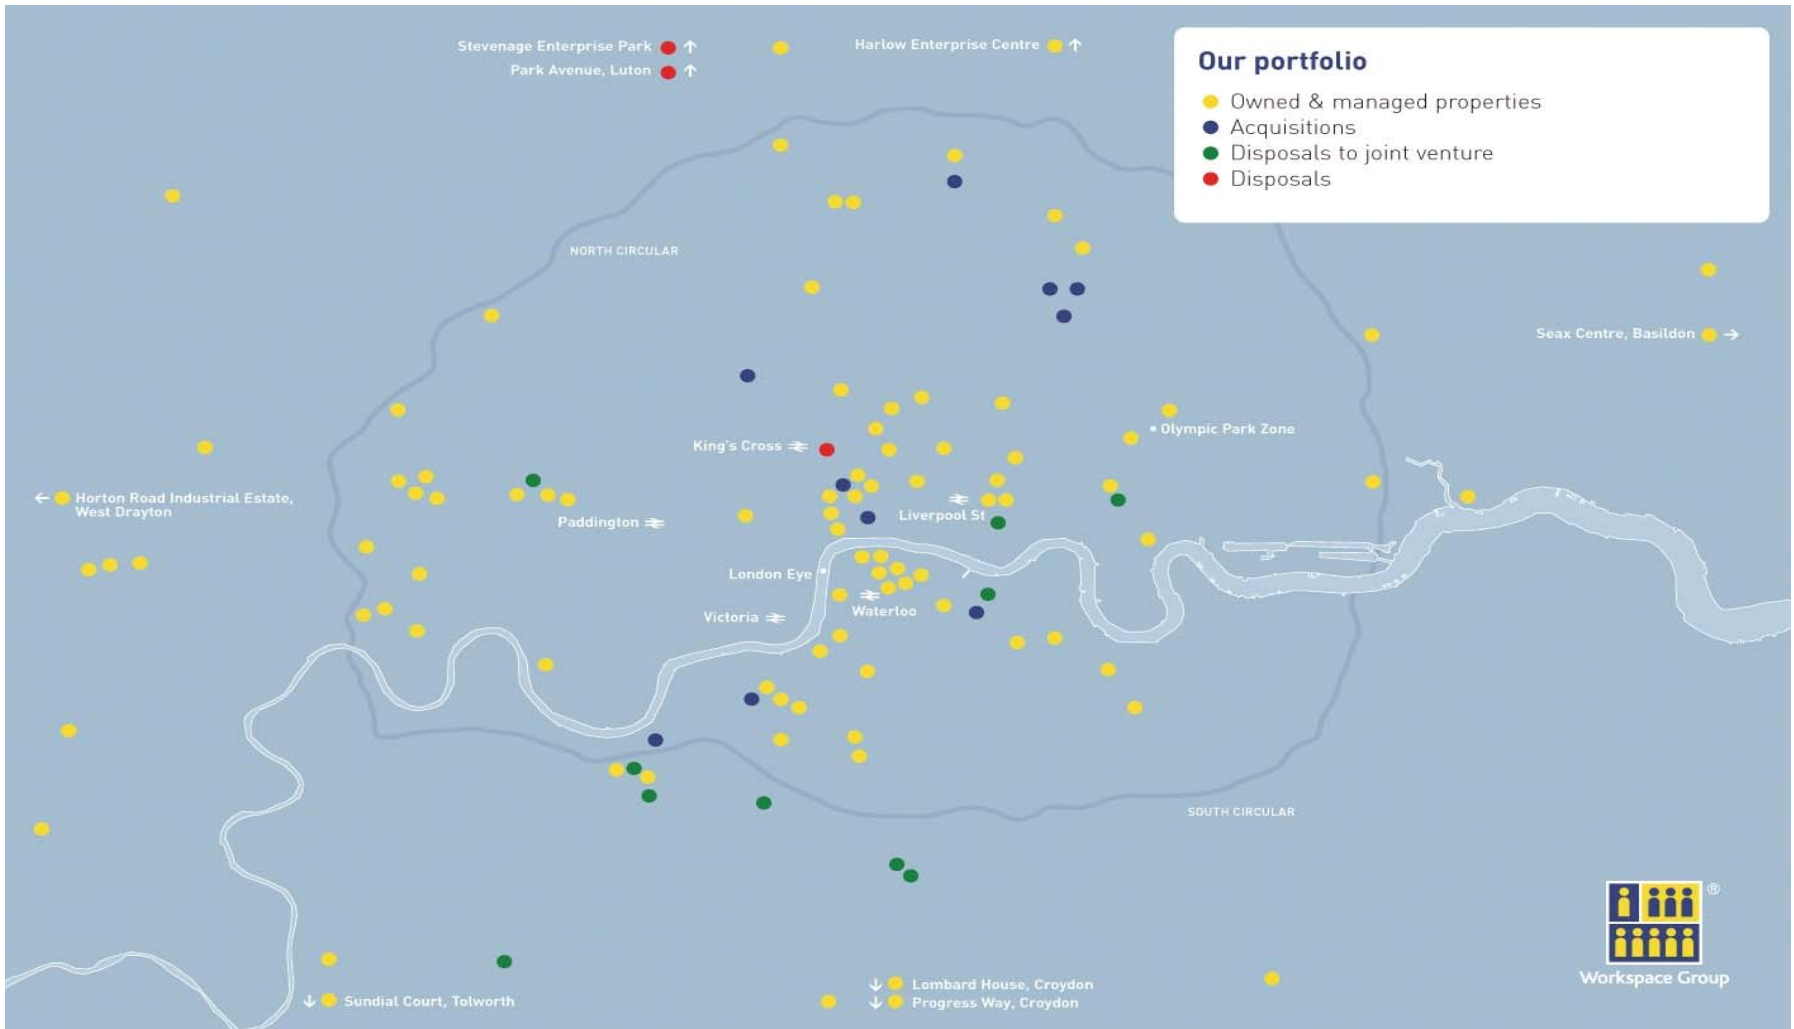 Stevenage Enterprise Park
Park Avenue, Luton
Harlow Enterprise Centre
Our portfolio
Owned & managed properties
Acquisitions
Disposals to joint venture
Disposals
NORTH CIRCULAR
Seax Centre, Basildon
King's Cross
Olympic Park Zone
Horton Road Industrial Estate,
West Drayton
Paddington
Liverpool St
London Eye
Victoria
Waterloo
SOUTH CIRCULAR
®
Workspace Group
Sundial Court, Tolworth
Lombard House, Croydon
Progress Way, Croydon